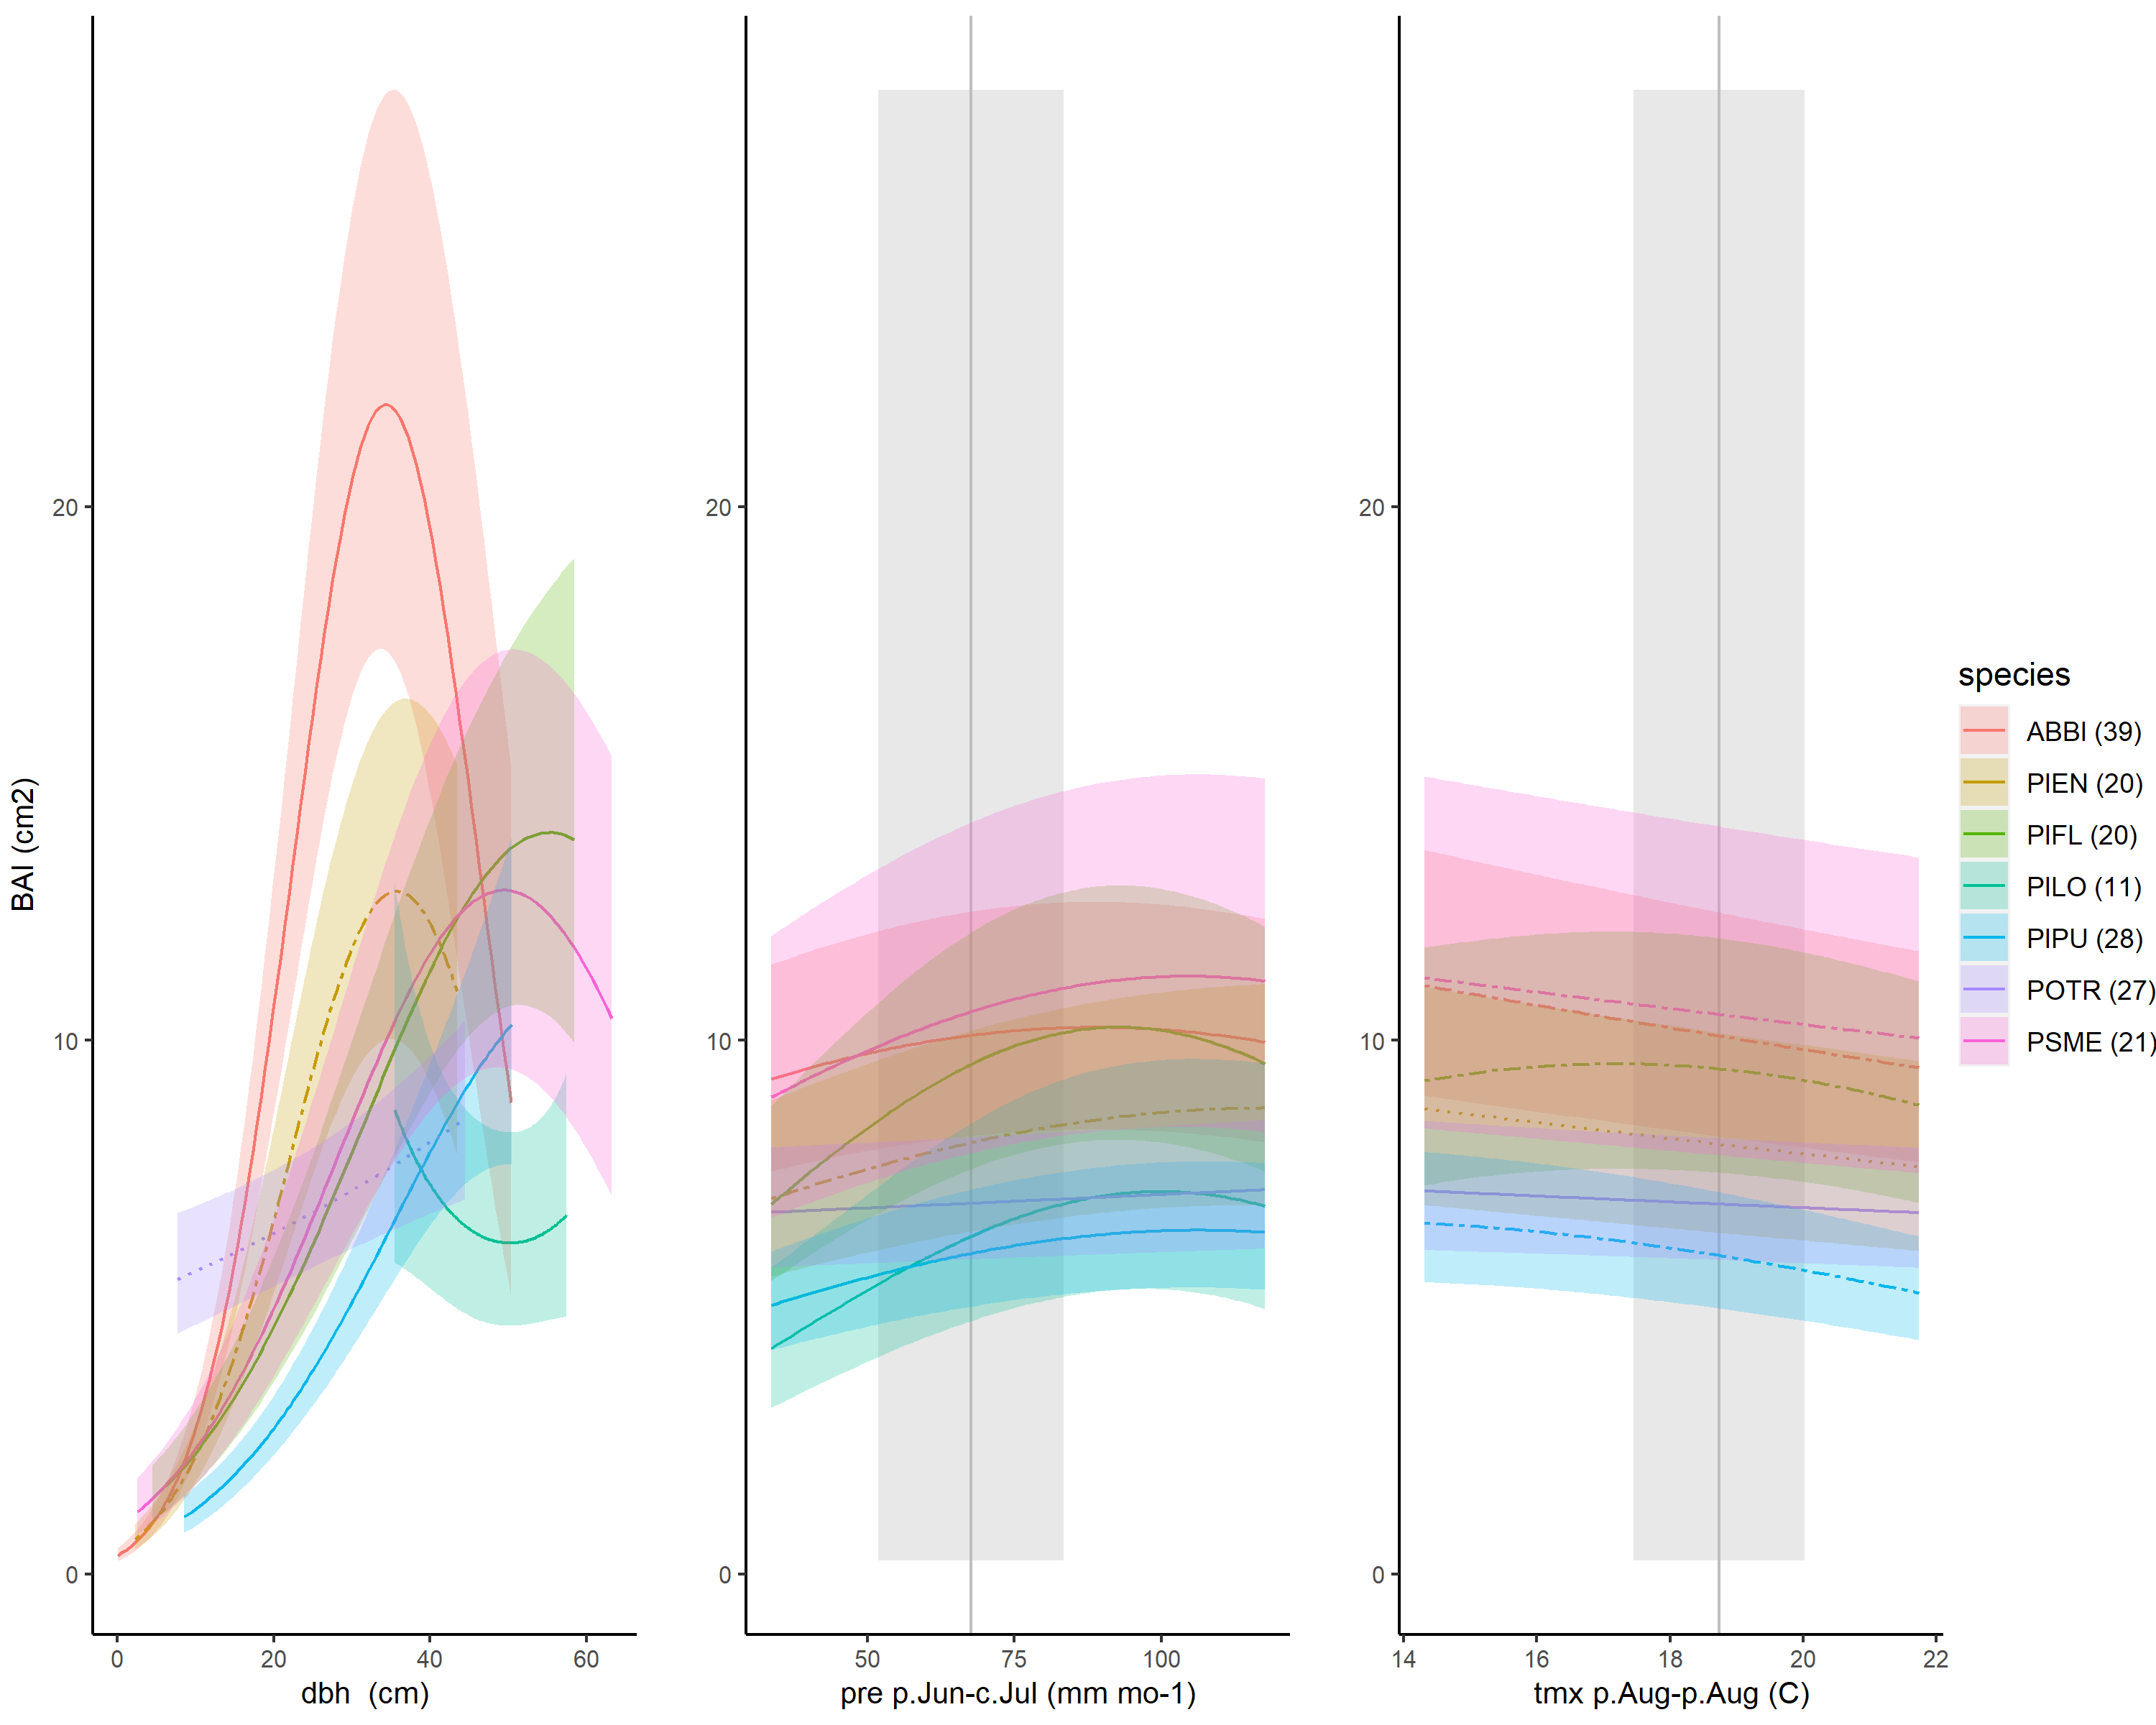 BAI (cm2)
20
10
0
0 20 40 60
dbh  (cm)
20
10
0
50 75 100
pre p.Jun-c.Jul (mm mo-1)
20
10
0
14 16 18 20 22
tmx p.Aug-p.Aug (C)
species
ABBI (39)
PIEN (20)
PIFL (20)
PILO (11)
PIPU (28)
POTR (27)
PSME (21)